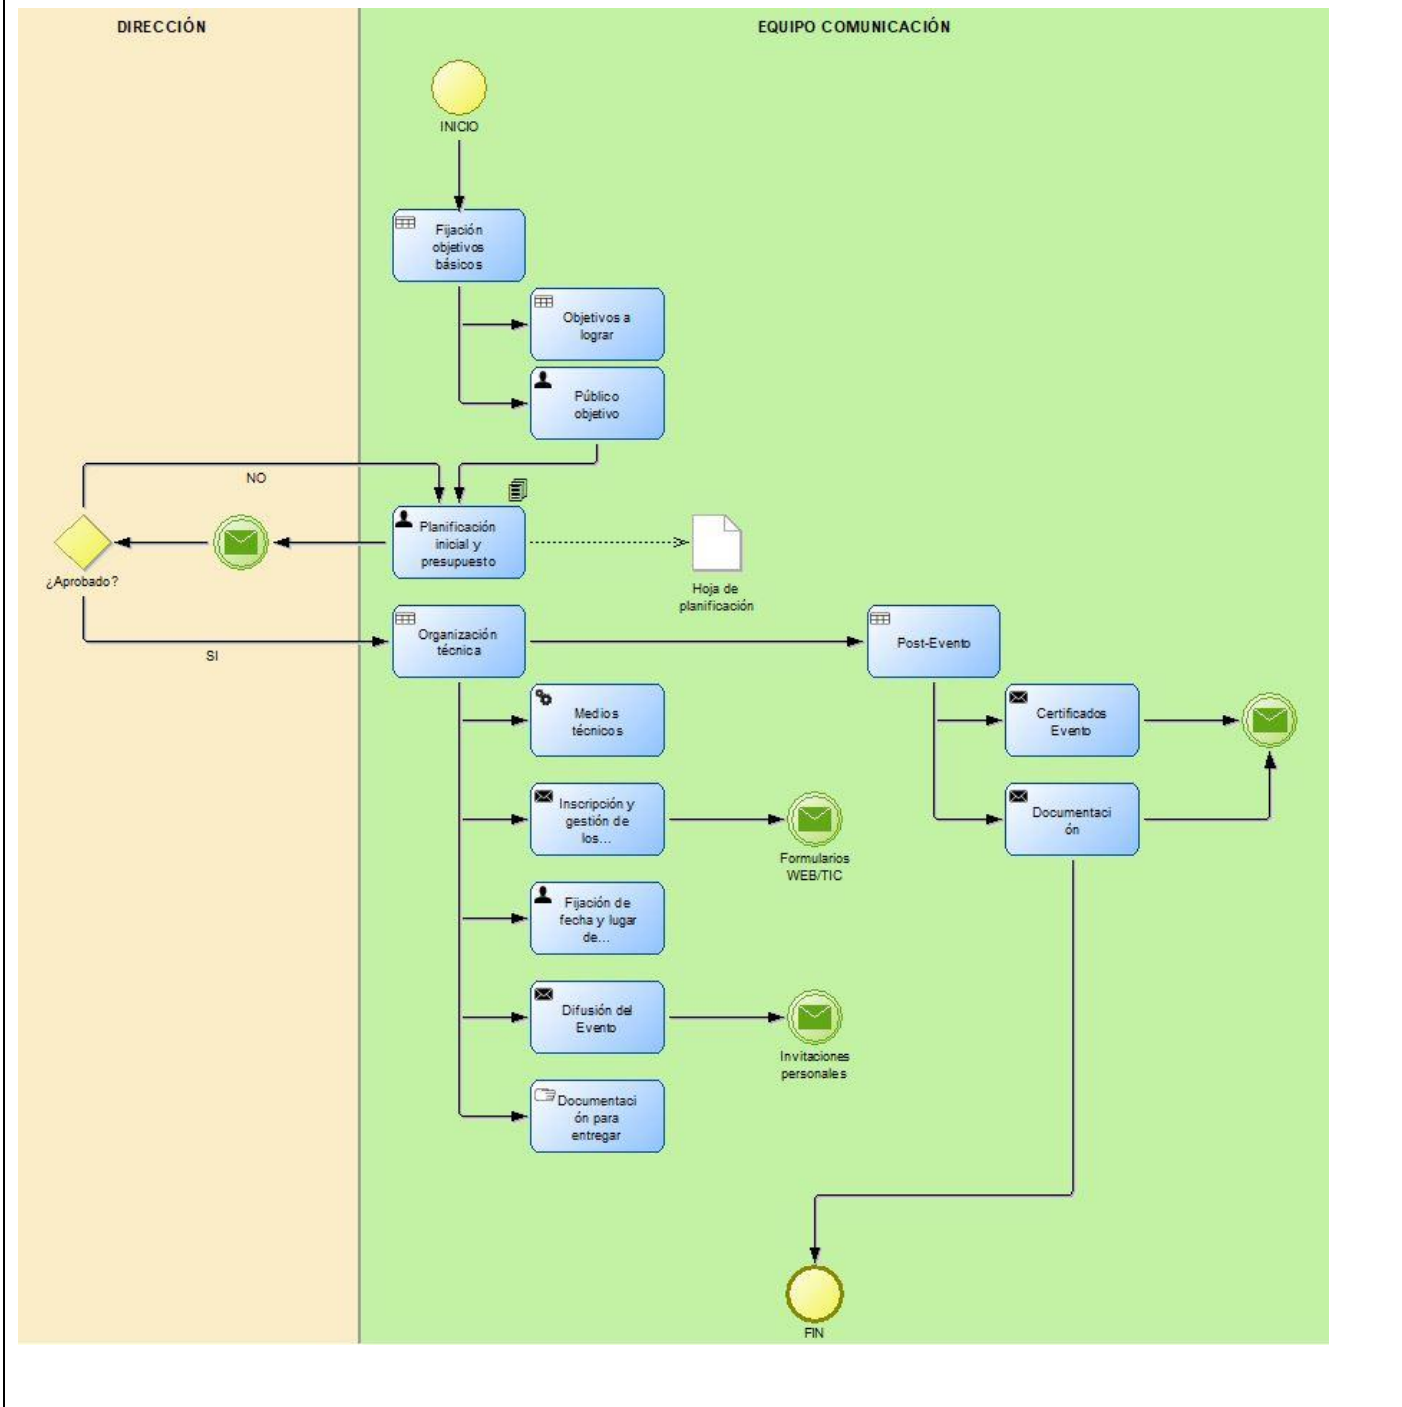 DIRECCIÓN
EQUIPO COMUNICACIÓN
INICIO
Fijación
objetivos
básicos
Objetivos a
lograr
Público
objetivo
NO
Planificación
inicial y
presupuesto
¿Aprobado?
Hoja de
planificación
SI
Organización
técnica
Post-Evento
Medios
técnicos
Certificados
Evento
Inscripción y
gestión de
los...
Formularios
WEB/TIC
Documentaci
ón
Fijación de
fecha y lugar
de...
Difusión del
Evento
Invitaciones
personales
Documentaci
ón para
entregar
FIN